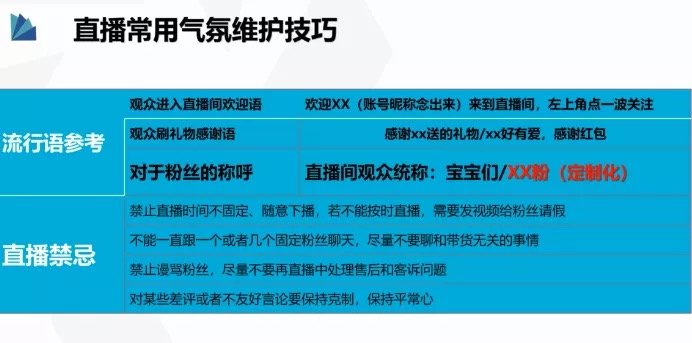 直播常用气氛维护技巧
流行语参考
观众进入直播间欢迎语 欢迎XX（账号昵称念出来）来到直播间，左上角点一波关注
观众刷礼物感谢语 感谢xx送的礼物/xx好有爱，感谢红包
对于粉丝的称呼 直播间观众统称：宝宝们/XX粉（定制化）
直播禁忌
禁止直播时间不固定、随意下播，若不能按时直播，需要发视频给粉丝请假
不能一直跟一个或者几个固定粉丝聊天，尽量不要聊和带货无关的事情
禁止谩骂粉丝，尽量不要再直播中处理售后和客诉问题
对某些差评或者不友好言论要保持克制，保持平常心